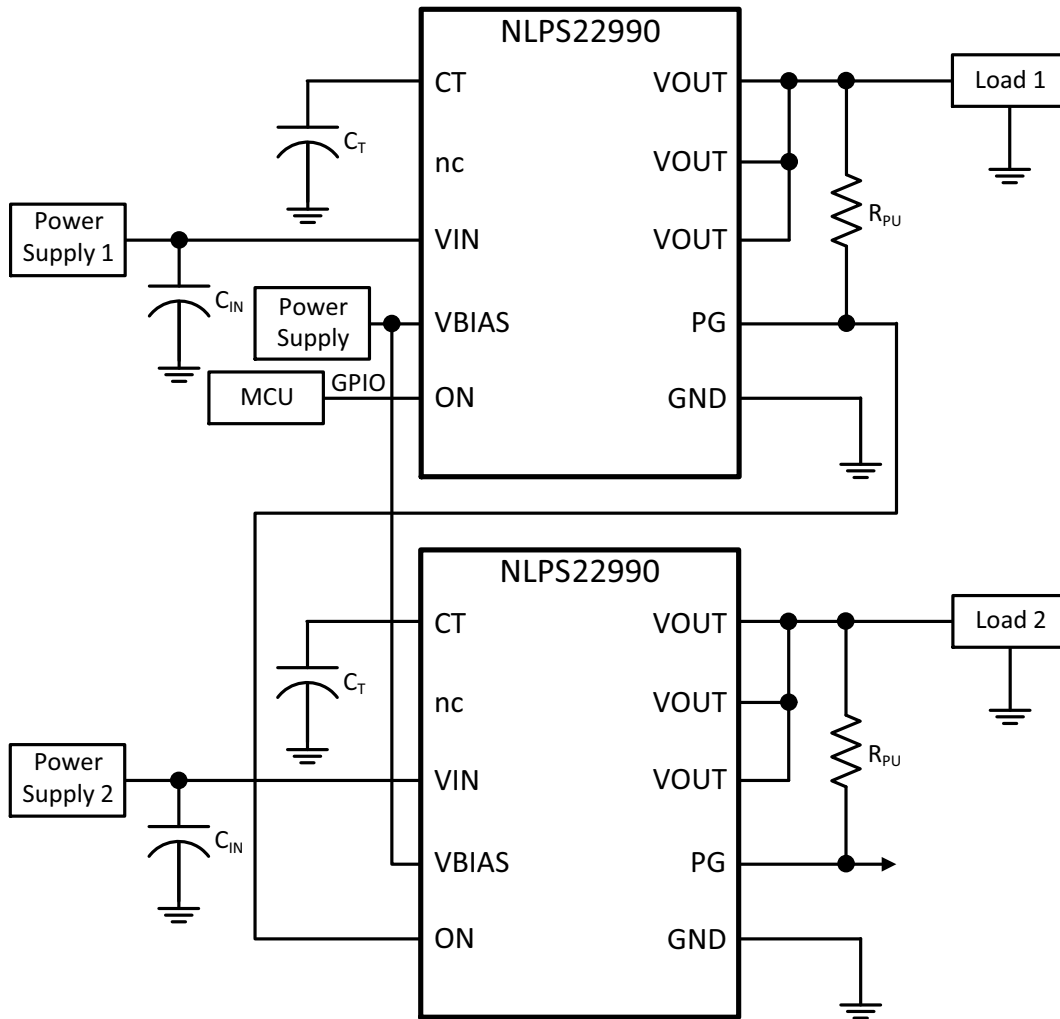 NLPS22990
CT
VOUT
Load 1
C_T
nc
VOUT
Power
Supply 1
VIN
VOUT
R_PU
C_IN
Power
Supply
VBIAS
PG
MCU
GPIO
ON
GND
NLPS22990
CT
VOUT
Load 2
C_T
nc
VOUT
Power
Supply 2
VIN
VOUT
R_PU
C_IN
VBIAS
PG
ON
GND